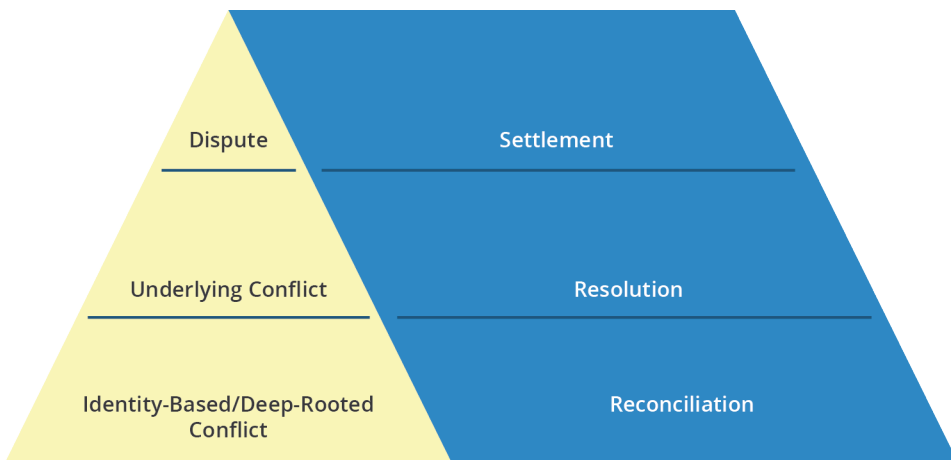 Dispute
Settlement
Underlying Conflict
Resolution
Identity-Based/Deep-Rooted
Conflict
Reconciliation